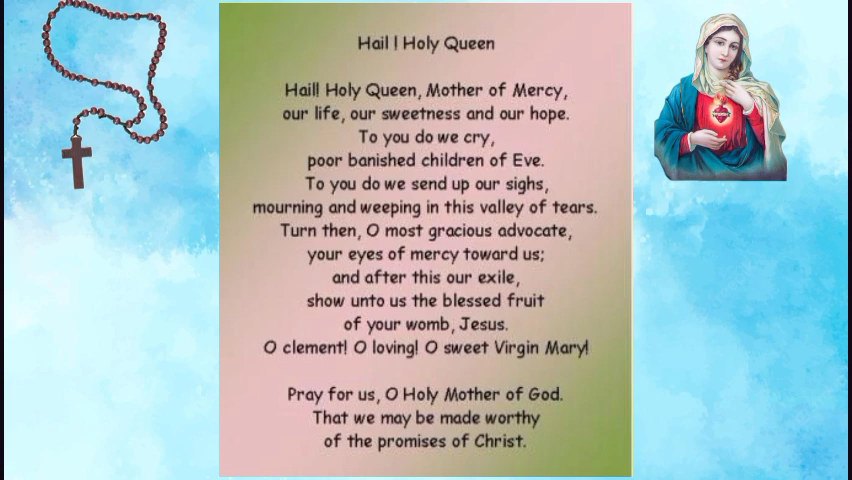 Hail ! Holy Queen
Hail! Holy Queen, Mother of Mercy,
our life, our sweetness and our hope.
To you do we cry,
poor banished children of Eve.
To you do we send up our sighs,
mourning and weeping in this valley of tears.
Turn then, O most gracious advocate,
your eyes of mercy toward us;
and after this our exile,
show unto us the blessed fruit
of your womb, Jesus.
O clement! O loving! O sweet Virgin Mary!
Pray for us, O Holy Mother of God.
That we may be made worthy
of the promises of Christ.